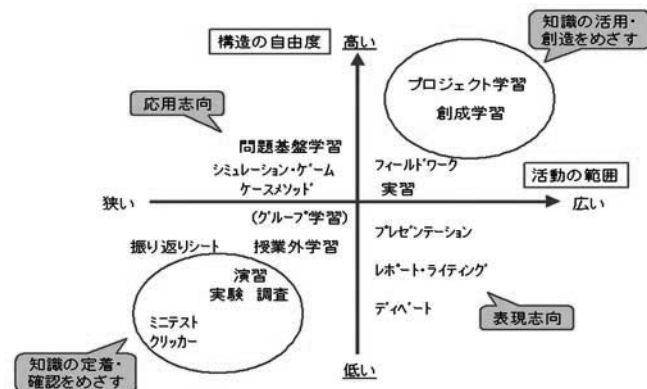 構造の自由度
高い
知識の活用・
創造をめざす
プロジェクト学習
創成学習
応用志向
問題基盤学習
シミュレーション・ゲーム
ケースメソッド
フィールドワーク
実習
活動の範囲
狭い
広い
(グループ学習)
プレゼンテーション
振り返りシート
授業外学習
レポート・ライティング
演習
実験 調査
ディベート
表現志向
ミニテスト
クリッカー
知識の定着・
確認をめざす
低い